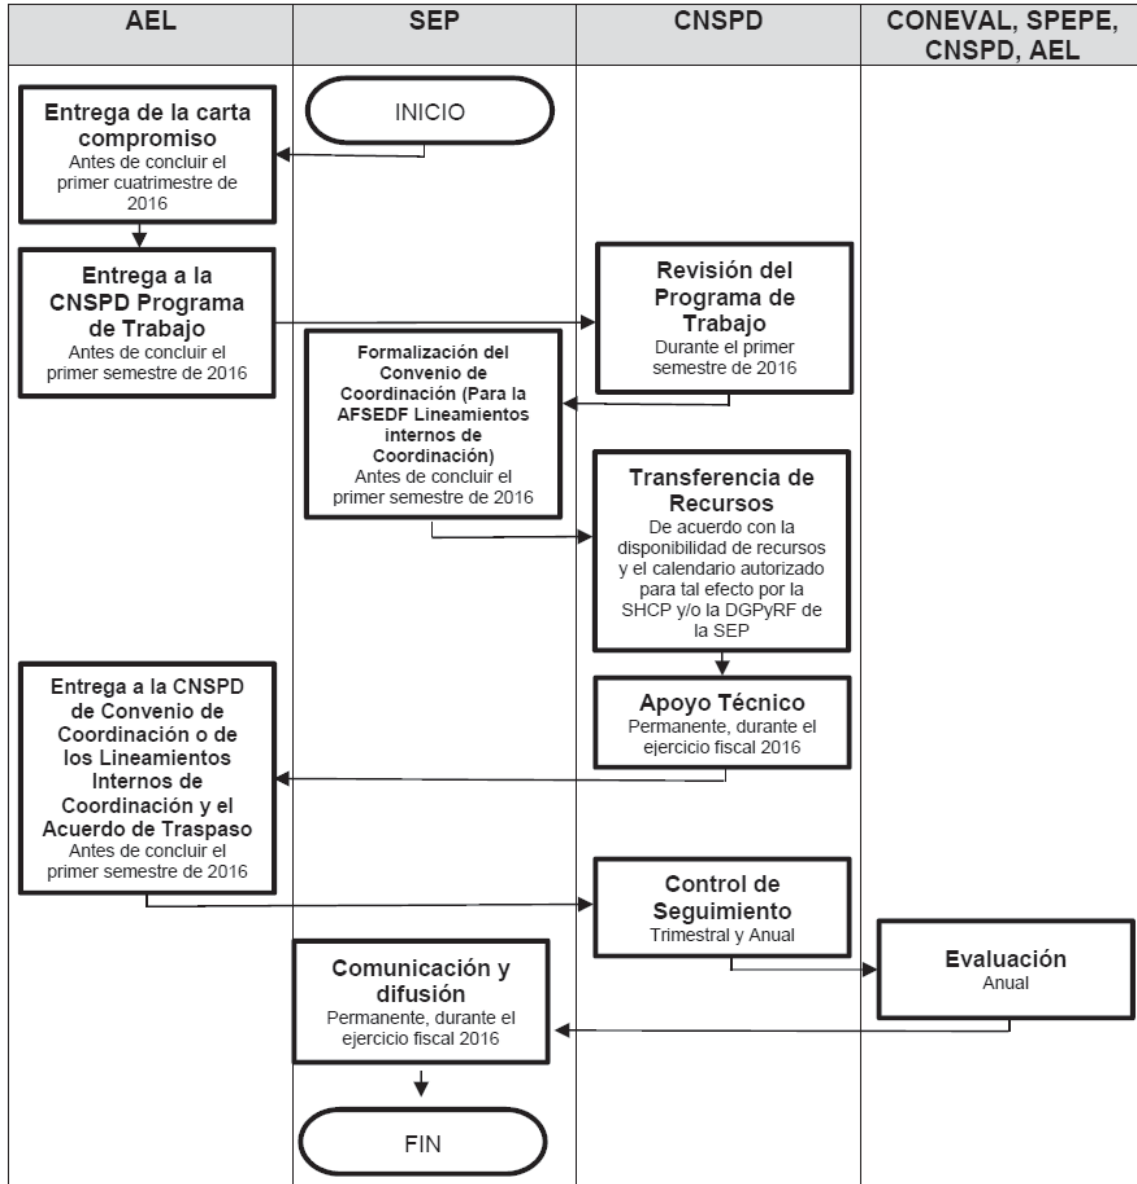 AEL
SEP
CNSPD
CONEVAL, SPEPE,
CNSPD, AEL
INICIO
Entrega de la carta
compromiso
Antes de concluir el
primer cuatrimestre de
2016
Entrega a la
CNSPD Programa
de Trabajo
Antes de concluir el
primer semestre de 2016
Revisión del
Programa de
Trabajo
Durante el primer
semestre de 2016
Formalización del
Convenio de
Coordinación (Para la
AFSEDF Lineamientos
internos de
Coordinación)
Antes de concluir el
primer semestre de 2016
Transferencia de
Recursos
De acuerdo con la
disponibilidad de recursos
y el calendario autorizado
para tal efecto por la
SHCP y/o la DGPyRF de
la SEP
Apoyo Técnico
Permanente, durante el
ejercicio fiscal 2016
Entrega a la CNSPD
de Convenio de
Coordinación o de
los Lineamientos
Internos de
Coordinación y el
Acuerdo de Traspaso
Antes de concluir el
primer semestre de 2016
Control de
Seguimiento
Trimestral y Anual
Evaluación
Anual
Comunicación y
difusión
Permanente, durante el
ejercicio fiscal 2016
FIN